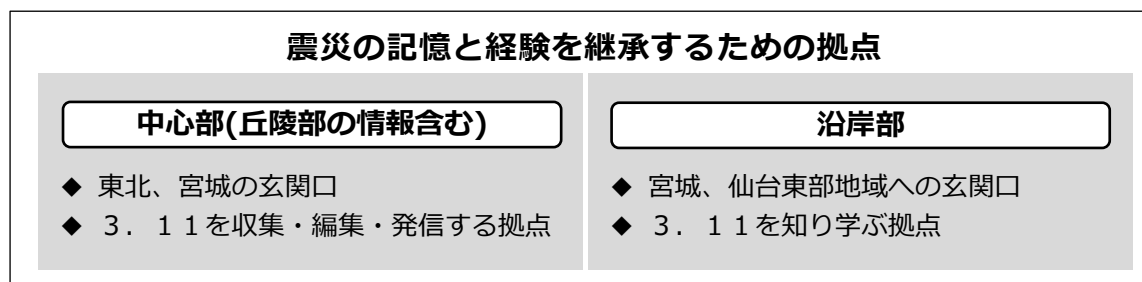 震災の記憶と経験を継承するための拠点
中心部(丘陵部の情報含む)
◆ 東北、宮城の玄関口
◆ ３．１１を収集・編集・発信する拠点
沿岸部
◆ 宮城、仙台東部地域への玄関口
◆ ３．１１を知り学ぶ拠点